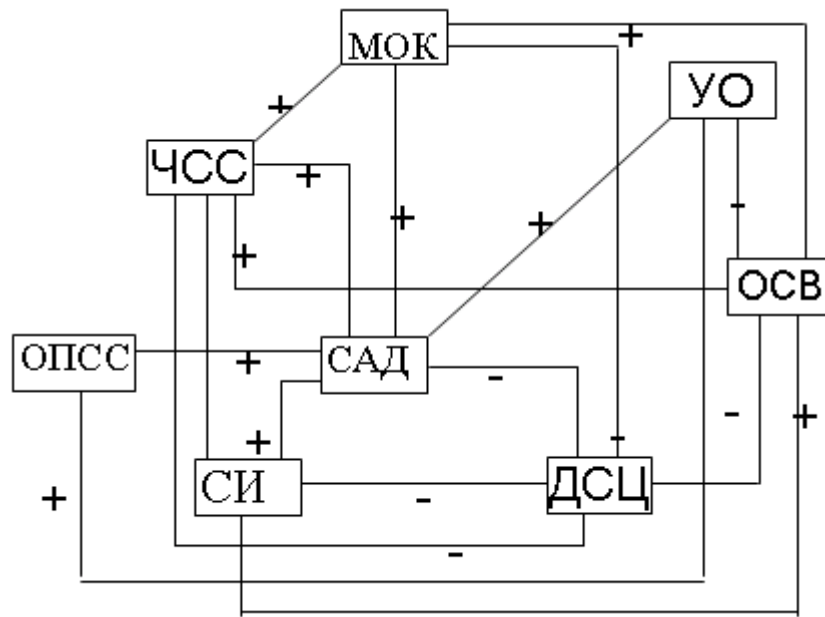 МОК
+
УО
+
ЧСС
+
+
+
-
+
ОСВ
ОПСС
+
САД
-
-
+
+
-
СИ
-
ДСЦ
+
-